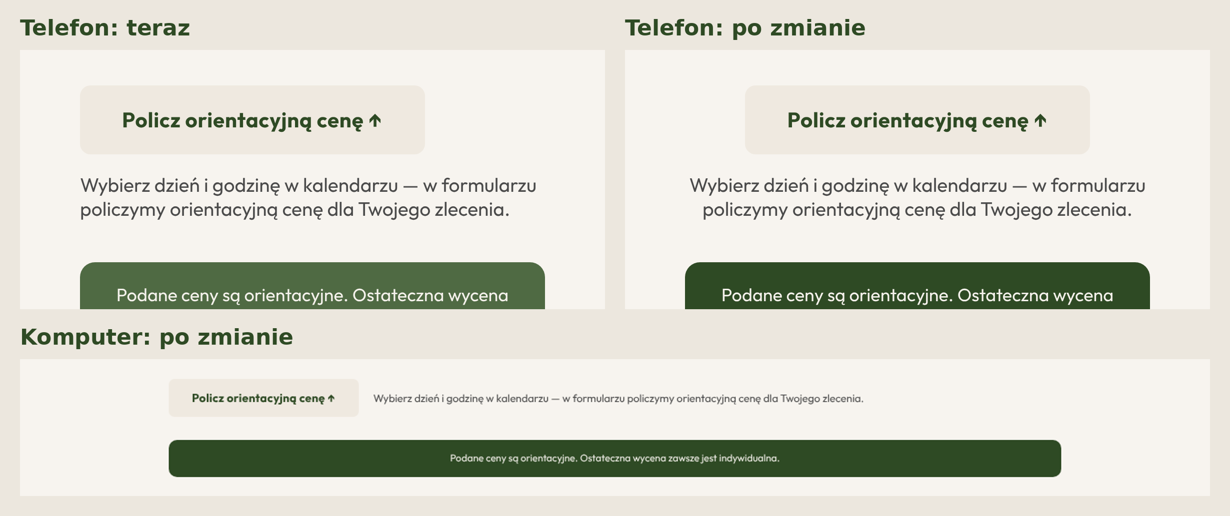 Telefon: teraz
Policz orientacyjną cenę ↑
Wybierz dzień i godzinę w kalendarzu — w formularzu
policzymy orientacyjną cenę dla Twojego zlecenia.
Podane ceny są orientacyjne. Ostateczna wycena
Telefon: po zmianie
Policz orientacyjną cenę ↑
Wybierz dzień i godzinę w kalendarzu — w formularzu
policzymy orientacyjną cenę dla Twojego zlecenia.
Podane ceny są orientacyjne. Ostateczna wycena
Komputer: po zmianie
Policz orientacyjną cenę ↑
Wybierz dzień i godzinę w kalendarzu — w formularzu policzymy orientacyjną cenę dla Twojego zlecenia.
Podane ceny są orientacyjne. Ostateczna wycena zawsze jest indywidualna.